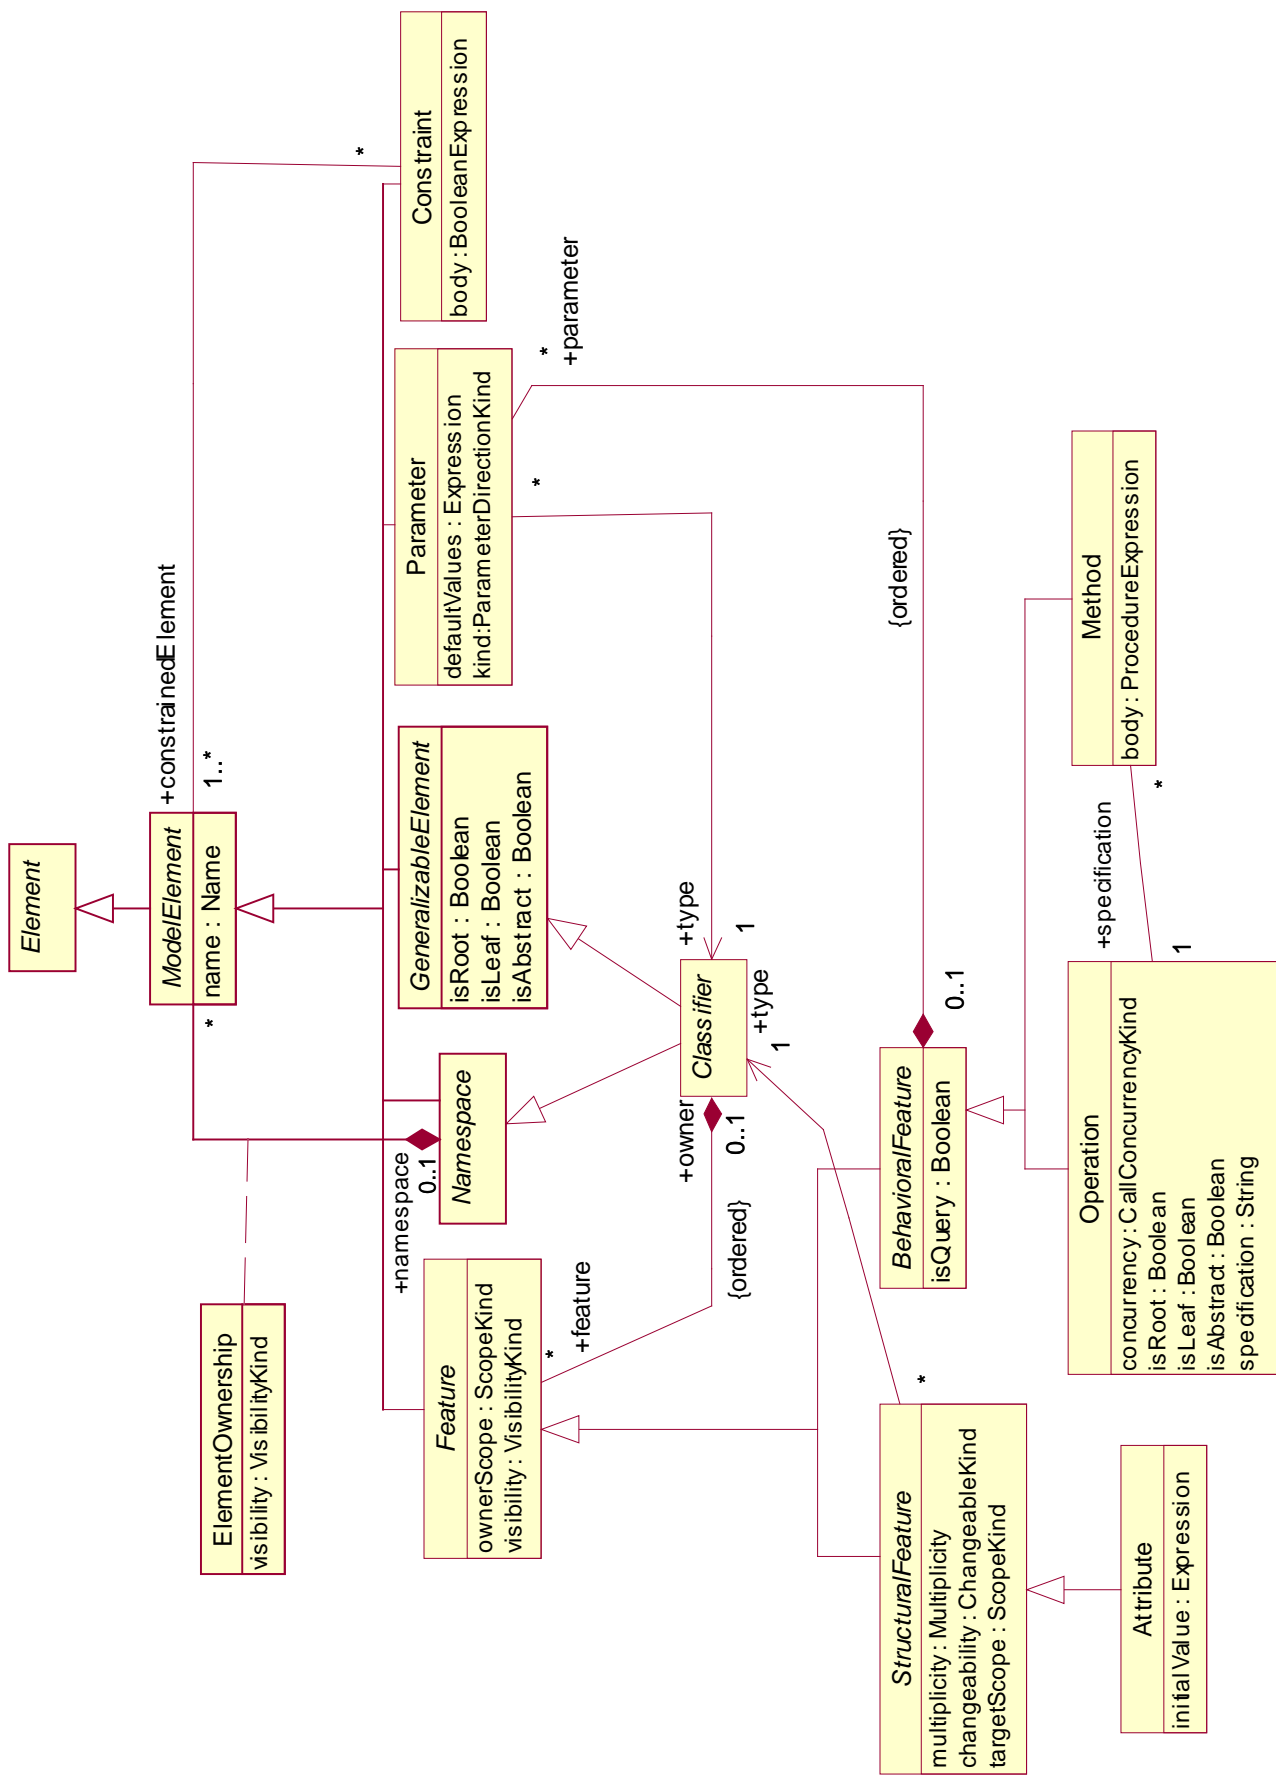 Element
ModelElement
name : Name
+constrainedElement
1..*
*
*
ElementOwnership
visibility : VisibilityKind
+namespace
0..1
Feature
ownerScope : ScopeKind
visibility : VisibilityKind
Namespace
GeneralizableElement
isRoot : Boolean
isLeaf : Boolean
isAbstract : Boolean
Parameter
defaultValues : Expression
kind:ParameterDirectionKind
Constraint
body : BooleanExpression
*
+feature
*
*
+parameter
{ordered}
+owner
0..1
Classifier
+type
1
+type
1
{ordered}
*
StructuralFeature
multiplicity : Multiplicity
changeability : ChangeableKind
targetScope : ScopeKind
BehavioralFeature
isQuery : Boolean
0..1
Attribute
initialValue : Expression
Operation
concurrency : CallConcurrencyKind
isRoot : Boolean
isLeaf : Boolean
isAbstract : Boolean
specification : String
+specification
1
*
Method
body : ProcedureExpression